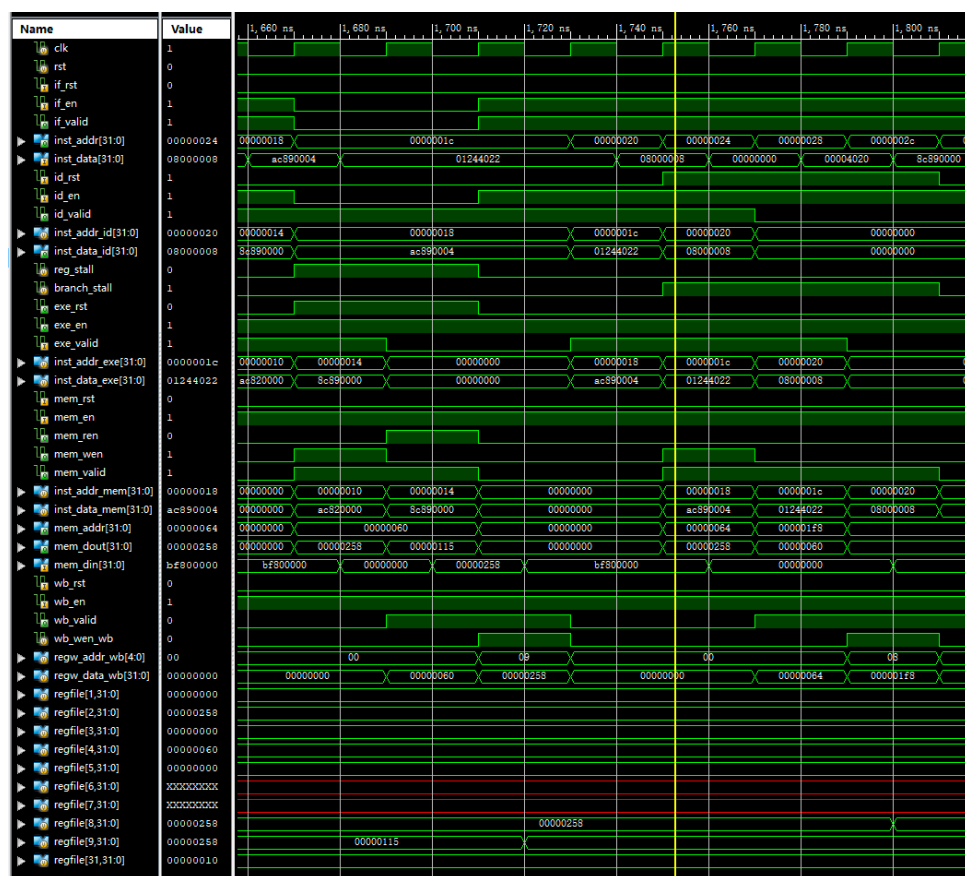 Name Value 1,660 ns 1,680 ns 1,700 ns 1,720 ns 1,740 ns 1,760 ns 1,780 ns 1,800 ns
clk 1
rst 0
if_rst 0
if_en 1
if_valid 1
inst_addr[31:0] 00000024 00000018 0000001c 00000020 00000024 00000028 0000002c
inst_data[31:0] 08000008 ac890004 01244022 08000008 00000000 00004020 8c890000
id_rst 1
id_en 1
id_valid 1
inst_addr_id[31:0] 00000020 00000014 00000018 0000001c 00000020 00000000
inst_data_id[31:0] 08000008 8c890000 ac890004 01244022 08000008 00000000
reg_stall 0
branch_stall 1
exe_rst 0
exe_en 1
exe_valid 1
inst_addr_exe[31:0] 0000001c 00000010 00000014 00000000 00000018 0000001c 00000020
inst_data_exe[31:0] 01244022 ac820000 8c890000 00000000 ac890004 01244022 08000008
mem_rst 0
mem_en 1
mem_ren 0
mem_wen 1
mem_valid 1
inst_addr_mem[31:0] 00000018 00000000 00000010 00000014 00000000 00000018 0000001c 00000020
inst_data_mem[31:0] ac890004 00000000 ac820000 8c890000 00000000 ac890004 01244022 08000008
mem_addr[31:0] 00000064 00000000 00000060 00000000 00000064 000001f8
mem_dout[31:0] 00000258 00000000 00000258 00000115 00000000 00000258 00000060
mem_din[31:0] bf800000 bf800000 00000000 00000258 bf800000 00000000
wb_rst 0
wb_en 1
wb_valid 0
wb_wen_wb 0
regw_addr_wb[4:0] 00 00 09 00 08
regw_data_wb[31:0] 00000000 00000000 00000060 00000258 00000000 00000064 000001f8
regfile[1,31:0] 00000000
regfile[2,31:0] 00000258
regfile[3,31:0] 00000000
regfile[4,31:0] 00000060
regfile[5,31:0] 00000000
regfile[6,31:0] XXXXXXXX
regfile[7,31:0] XXXXXXXX
regfile[8,31:0] 00000258 00000258
regfile[9,31:0] 00000258 00000115
regfile[31,31:0] 00000010